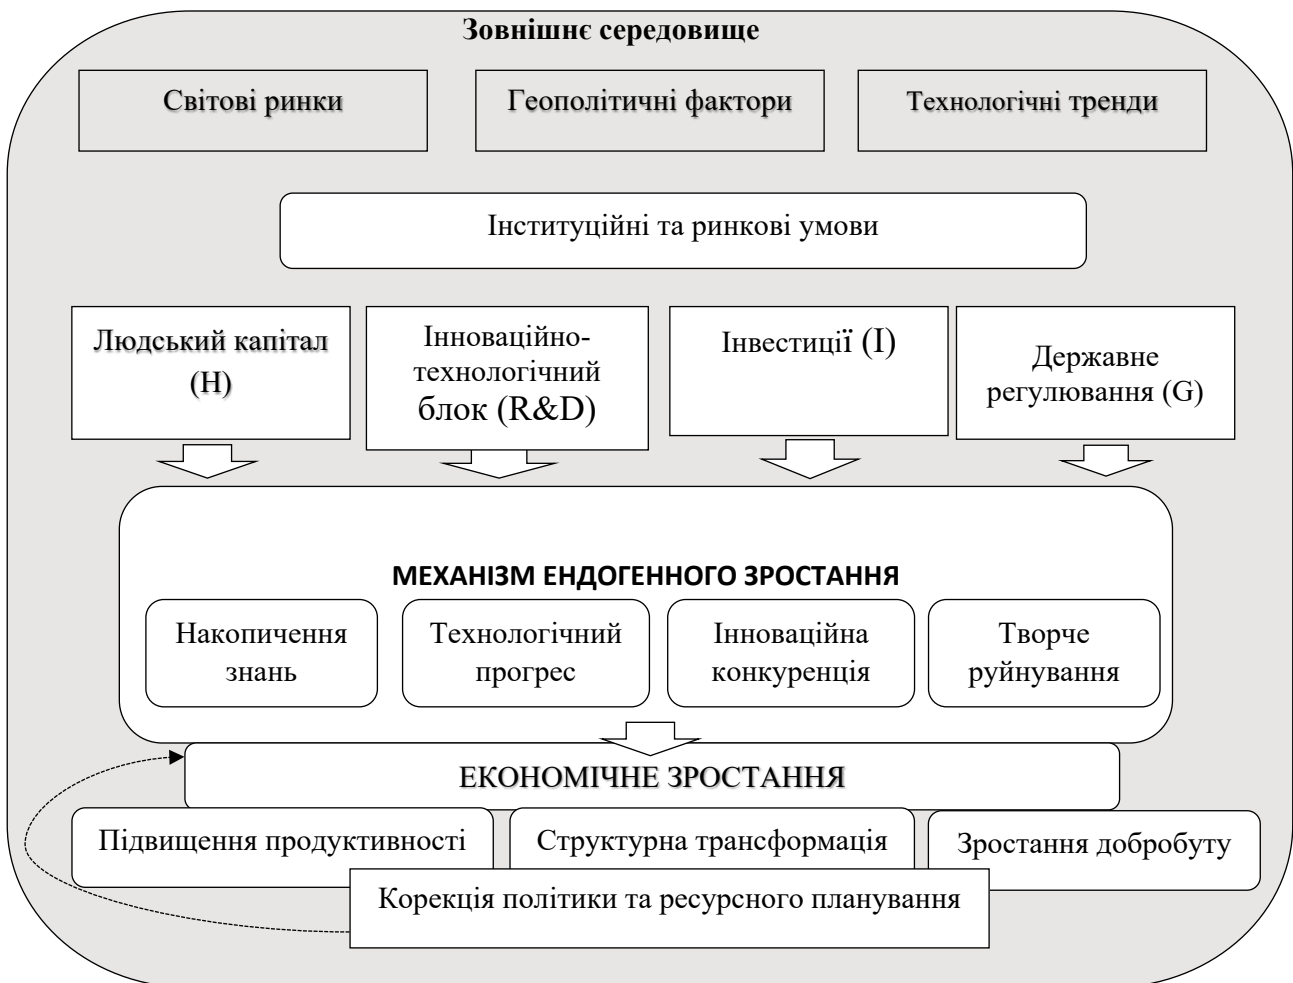 Зовнішнє середовище
Світові ринки
Геополітичні фактори
Технологічні тренди
Інституційні та ринкові умови
Людський капітал
(H)
Інноваційно-
технологічний
блок (R&D)
Інвестиції (I)
Державне
регулювання (G)
МЕХАНІЗМ ЕНДОГЕННОГО ЗРОСТАННЯ
Накопичення
знань
Технологічний
прогрес
Інноваційна
конкуренція
Творче
руйнування
ЕКОНОМІЧНЕ ЗРОСТАННЯ
Підвищення продуктивності
Структурна трансформація
Зростання добробуту
Корекція політики та ресурсного планування